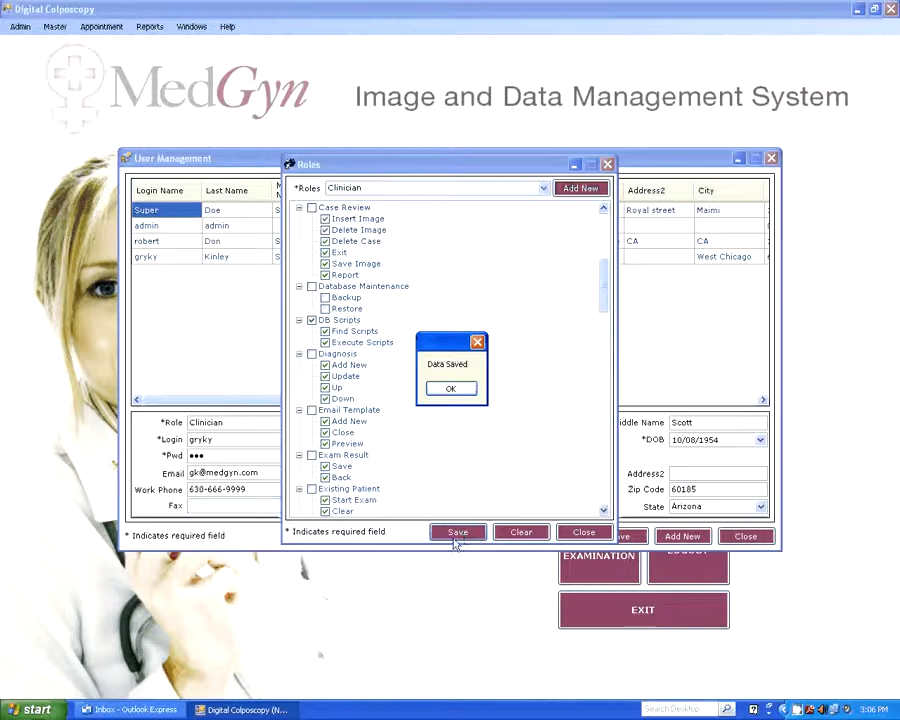 Digital Colposcopy
Admin Master Appointment Reports Windows Help
MedGyn Image and Data Management System
User Management
Login Name Last Name
Super Doe
admin admin
robert Don
gryky Kinley
Address2 City
Royal street Maimi
CA CA
West Chicago
Roles
*Roles Clinician Add New
Case Review
Insert Image
Delete Image
Delete Case
Exit
Save Image
Report
Database Maintenance
Backup
Restore
DB Scripts
Find Scripts
Execute Scripts
Diagnosis
Add New
Update
Up
Down
Email Template
Add New
Close
Preview
Exam Result
Save
Back
Existing Patient
Start Exam
Clear
* Indicates required field Save Clear Close
Data Saved
OK
*Role Clinician
*Login gryky
*Pwd
Email gk@medgyn.com
Work Phone 630-666-9999
Fax
* Indicates required field
iddle Name Scott
*DOB 10/08/1954
Address2
Zip Code 60185
State Arizona
ve Add New Close
EXAMINATION
EXIT
start Inbox - Outlook Express Digital Colposcopy (N... Search Desktop 3:06 PM